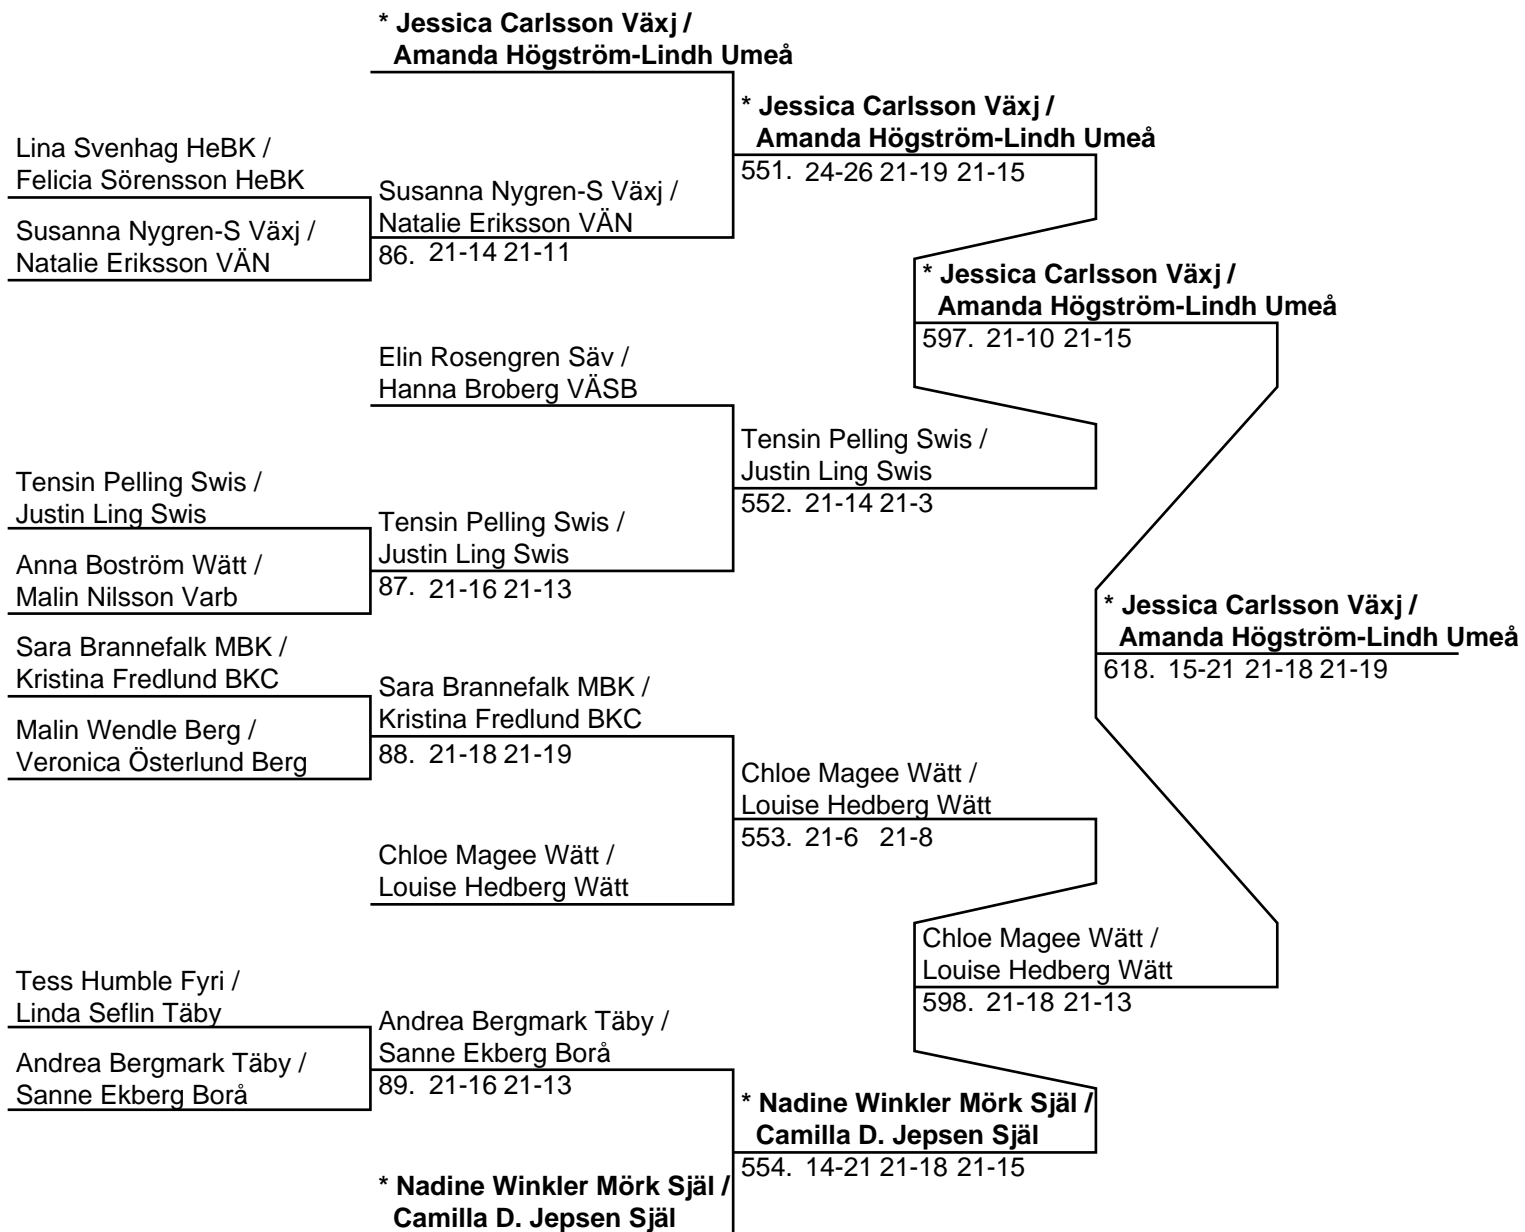 * Jessica Carlsson Växj /
Amanda Högström-Lindh Umeå
* Jessica Carlsson Växj /
Amanda Högström-Lindh Umeå
551. 24-26 21-19 21-15
Lina Svenhag HeBK /
Felicia Sörensson HeBK
Susanna Nygren-S Växj /
Natalie Eriksson VÄN
86. 21-14 21-11
Susanna Nygren-S Växj /
Natalie Eriksson VÄN
* Jessica Carlsson Växj /
Amanda Högström-Lindh Umeå
597. 21-10 21-15
Elin Rosengren Säv /
Hanna Broberg VÄSB
Tensin Pelling Swis /
Justin Ling Swis
552. 21-14 21-3
Tensin Pelling Swis /
Justin Ling Swis
Tensin Pelling Swis /
Justin Ling Swis
87. 21-16 21-13
Anna Boström Wätt /
Malin Nilsson Varb
* Jessica Carlsson Växj /
Amanda Högström-Lindh Umeå
618. 15-21 21-18 21-19
Sara Brannefalk MBK /
Kristina Fredlund BKC
Sara Brannefalk MBK /
Kristina Fredlund BKC
88. 21-18 21-19
Malin Wendle Berg /
Veronica Österlund Berg
Chloe Magee Wätt /
Louise Hedberg Wätt
553. 21-6 21-8
Chloe Magee Wätt /
Louise Hedberg Wätt
Chloe Magee Wätt /
Louise Hedberg Wätt
598. 21-18 21-13
Tess Humble Fyri /
Linda Seflin Täby
Andrea Bergmark Täby /
Sanne Ekberg Borå
89. 21-16 21-13
Andrea Bergmark Täby /
Sanne Ekberg Borå
* Nadine Winkler Mörk Själ /
Camilla D. Jepsen Själ
554. 14-21 21-18 21-15
* Nadine Winkler Mörk Själ /
Camilla D. Jepsen Själ